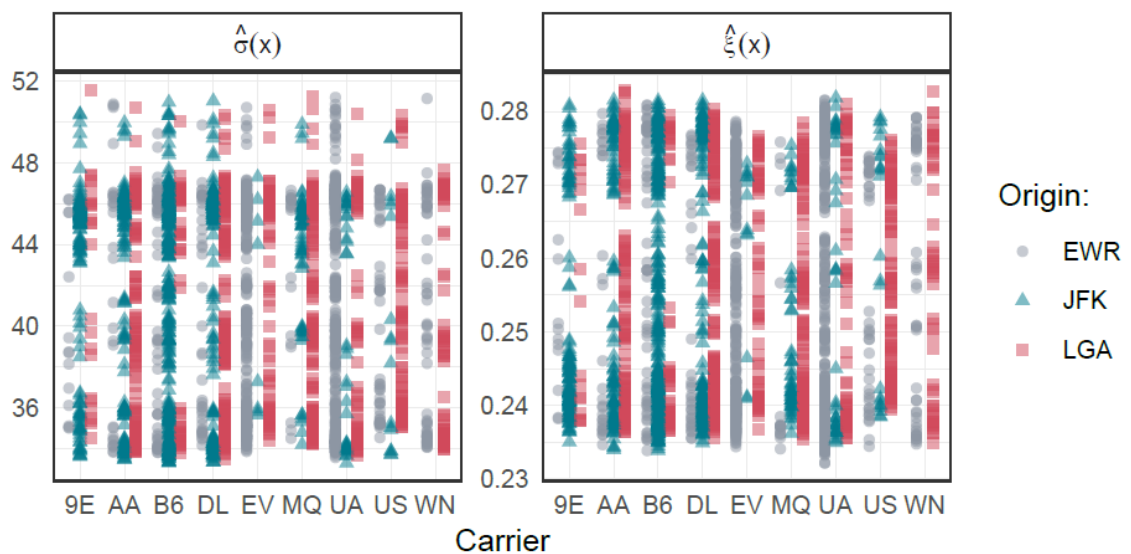 σ̂(x) ξ̂(x)
52
48
44
40
36
0.28
0.27
0.26
0.25
0.24
0.23
9E AA B6 DL EV MQ UA US WN 9E AA B6 DL EV MQ UA US WN
Carrier
Origin:
EWR
JFK
LGA